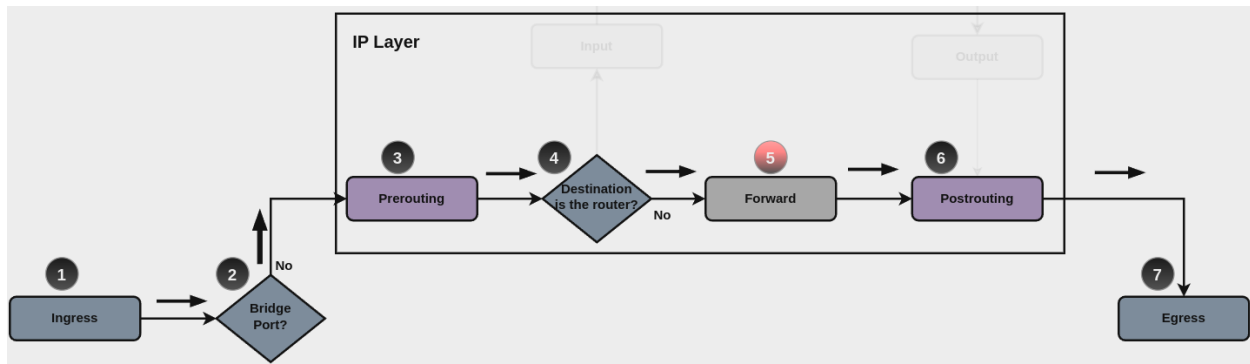 IP Layer
Input
Output
3
4
5
6
Prerouting
Destination
is the router?
No
Forward
Postrouting
1
2
No
7
Ingress
Bridge
Port?
Egress